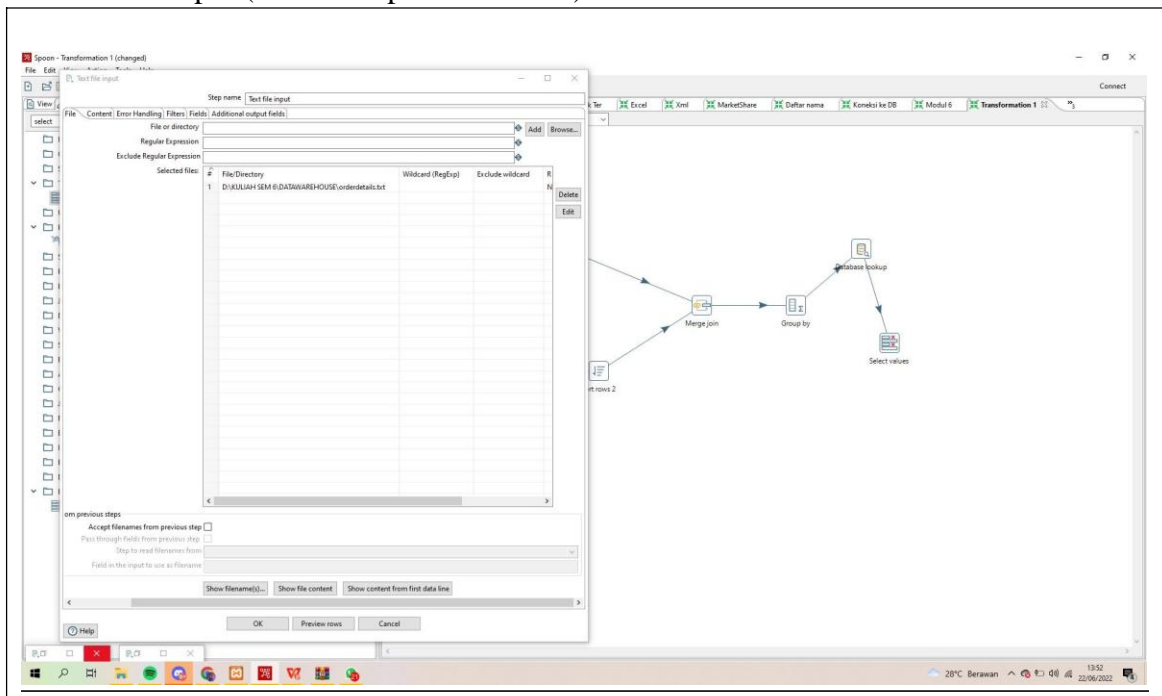 Spoon - Transformation 1 (changed)
File Edit
Connect
View
select
k Ter Excel Xml MarketShare Daftar nama Koneksi ke DB Modul 6 Transformation 1
Text file input
Step name Text file input
File Content Error Handling Filters Fields Additional output fields
File or directory Add Browse...
Regular Expression
Exclude Regular Expression
Selected files: # File/Directory Wildcard (RegExp) Exclude wildcard R
1 D:\KULIAH SEM 6\DATAWAREHOUSE\orderdetails.txt N
Delete
Edit
om previous steps
Accept filenames from previous step
Pass through fields from previous step
Step to read filenames from
Field in the input to use as filename
Show filename(s)... Show file content Show content from first data line
OK Preview rows Cancel
Help
Database lookup
Merge join
Group by
Select values
rt rows 2
28°C Berawan
13:52
22/06/2022